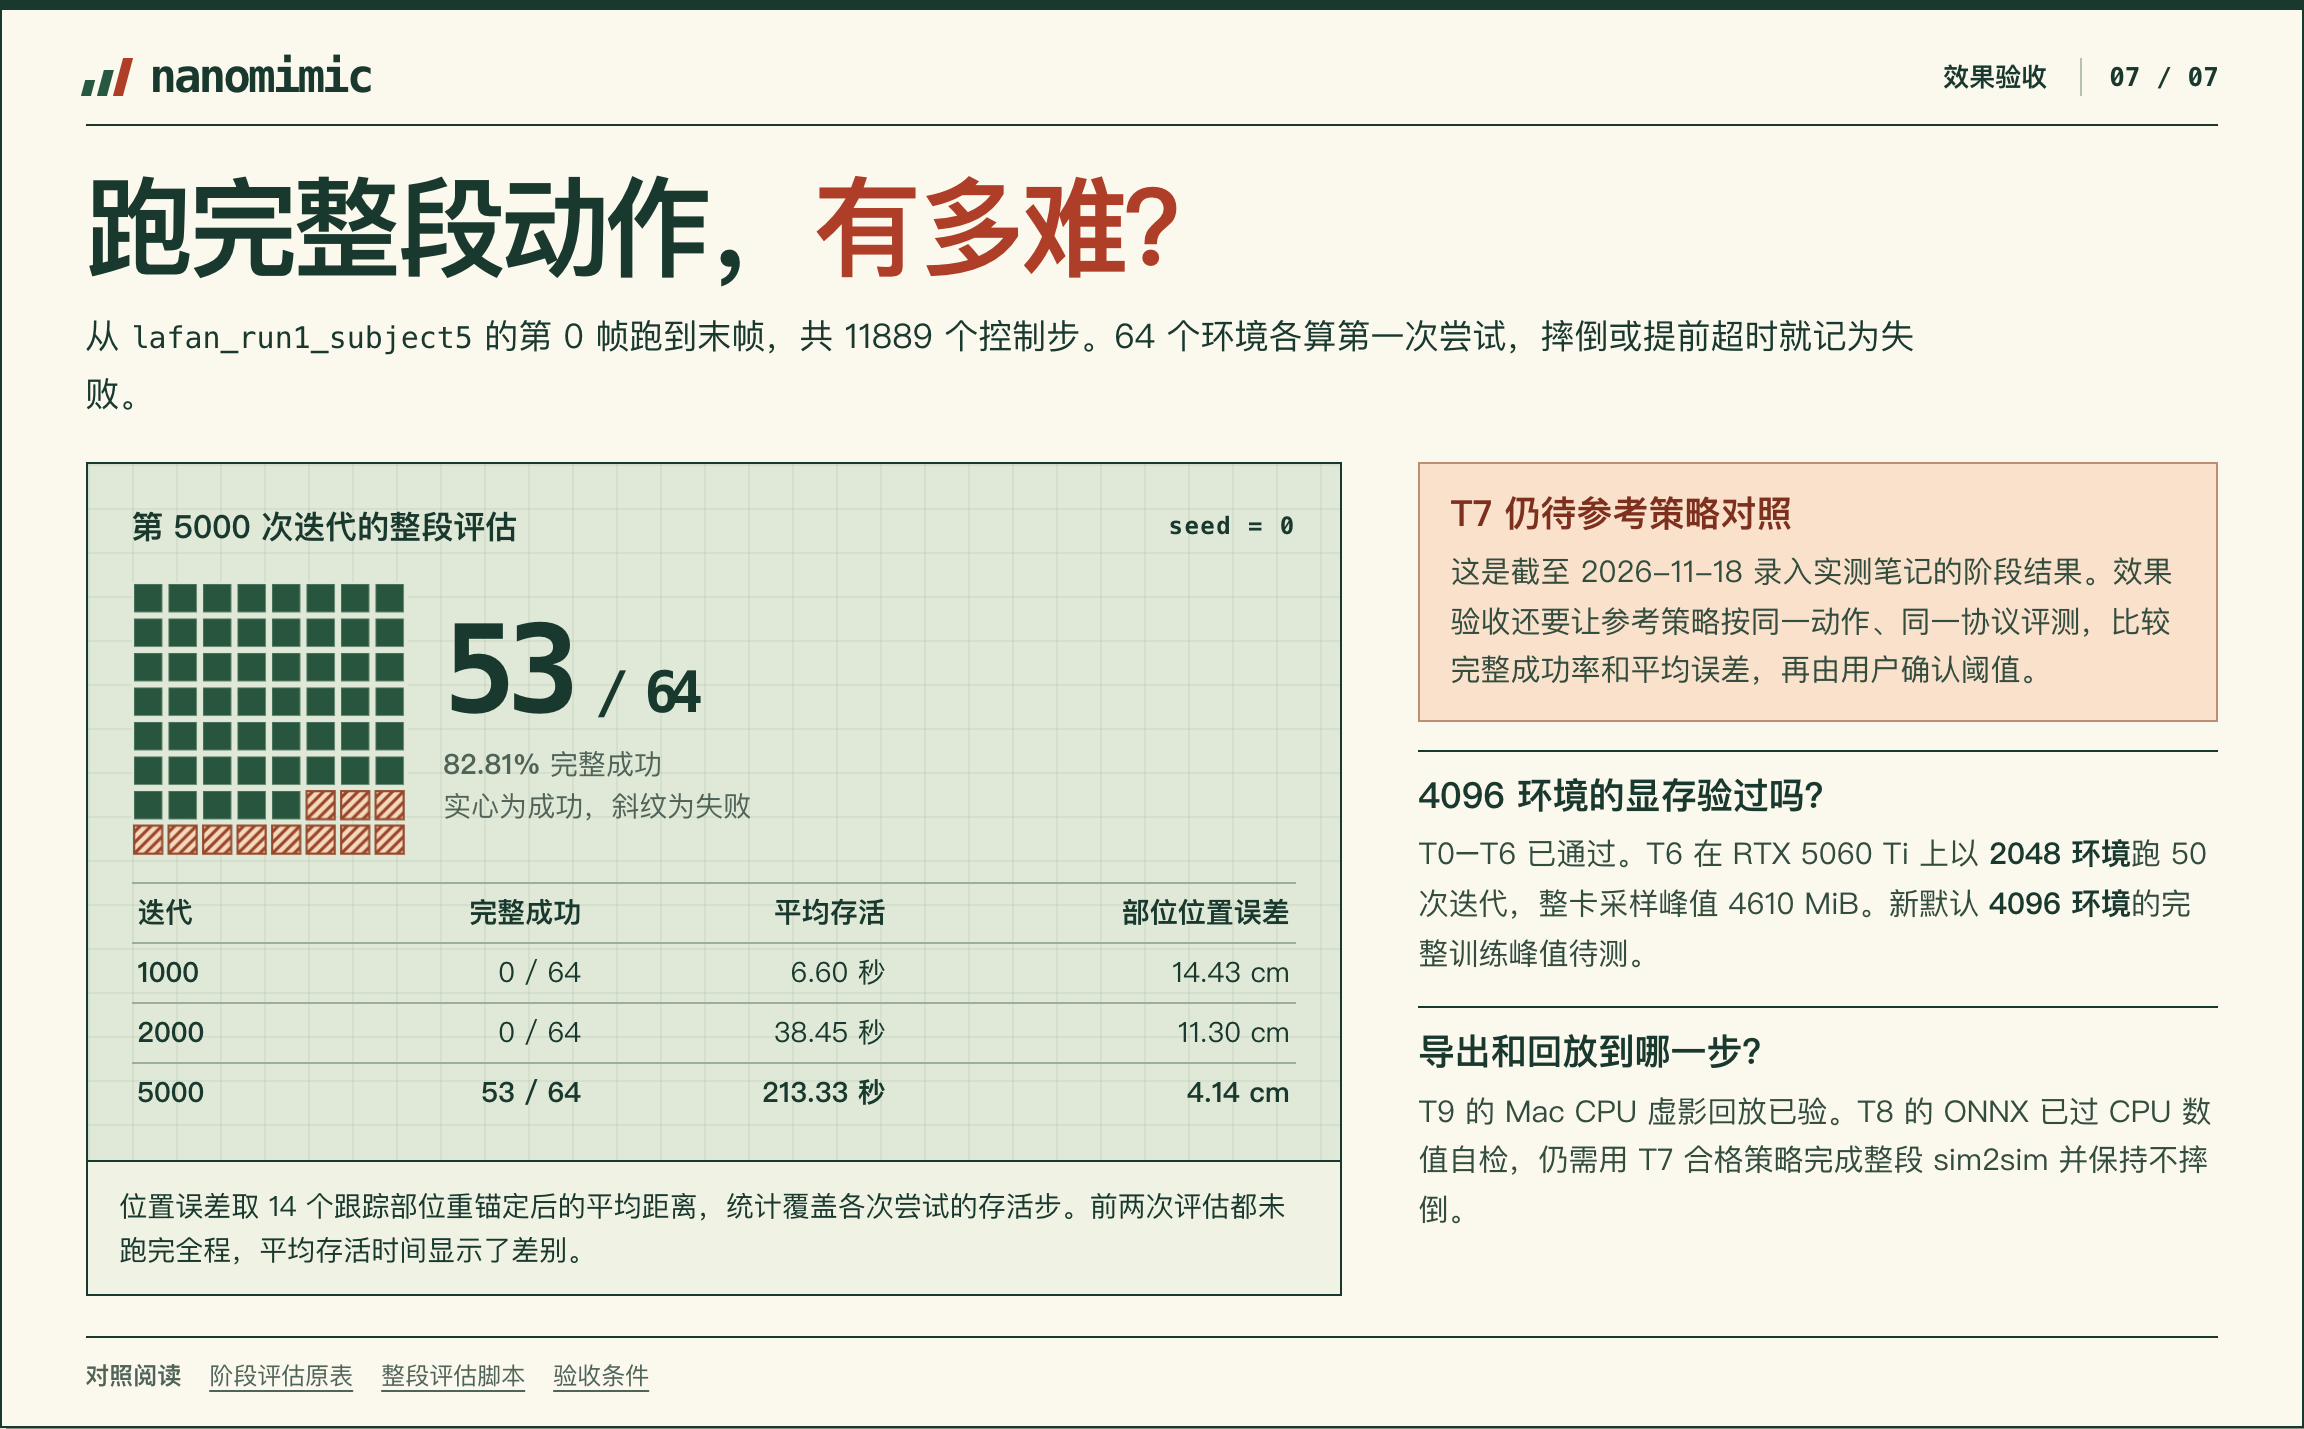 nanomimic
效果验收 07 / 07
跑完整段动作，有多难？
从 lafan_run1_subject5 的第 0 帧跑到末帧，共 11889 个控制步。64 个环境各算第一次尝试，摔倒或提前超时就记为失
败。
第 5000 次迭代的整段评估 seed = 0
53 / 64
82.81% 完整成功
实心为成功，斜纹为失败
迭代 完整成功 平均存活 部位位置误差
1000 0 / 64 6.60 秒 14.43 cm
2000 0 / 64 38.45 秒 11.30 cm
5000 53 / 64 213.33 秒 4.14 cm
位置误差取 14 个跟踪部位重锚定后的平均距离，统计覆盖各次尝试的存活步。前两次评估都未
跑完全程，平均存活时间显示了差别。
T7 仍待参考策略对照
这是截至 2026-11-18 录入实测笔记的阶段结果。效果
验收还要让参考策略按同一动作、同一协议评测，比较
完整成功率和平均误差，再由用户确认阈值。
4096 环境的显存验过吗？
T0—T6 已通过。T6 在 RTX 5060 Ti 上以 2048 环境跑 50
次迭代，整卡采样峰值 4610 MiB。新默认 4096 环境的完
整训练峰值待测。
导出和回放到哪一步？
T9 的 Mac CPU 虚影回放已验。T8 的 ONNX 已过 CPU 数
值自检，仍需用 T7 合格策略完成整段 sim2sim 并保持不摔
倒。
对照阅读 阶段评估原表 整段评估脚本 验收条件